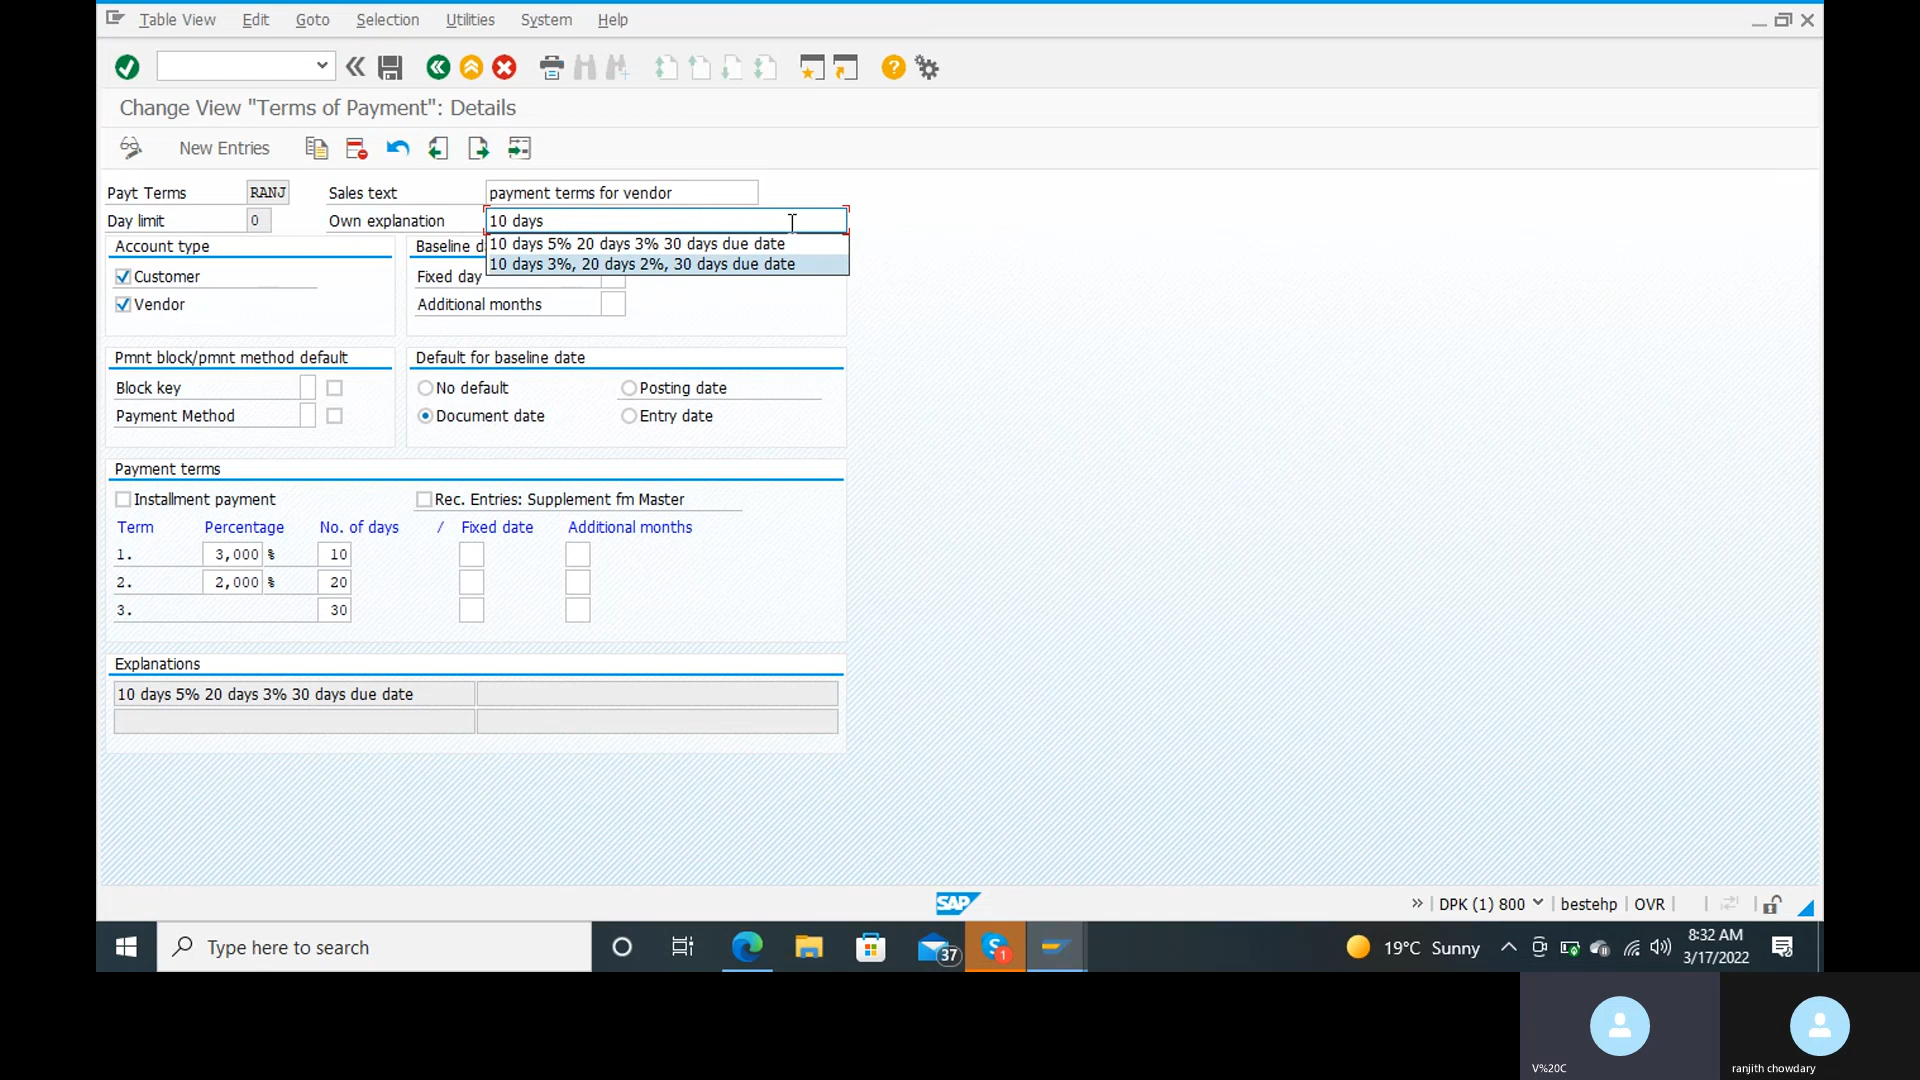 Table View Edit Goto Selection Utilities System Help
Change View "Terms of Payment": Details
New Entries
Payt Terms RANJ Sales text payment terms for vendor
Day limit 0 Own explanation 10 days
10 days 5% 20 days 3% 30 days due date
10 days 3%, 20 days 2%, 30 days due date
Account type Baseline d
Customer Fixed day
Vendor Additional months
Pmnt block/pmnt method default Default for baseline date
Block key No default Posting date
Payment Method Document date Entry date
Payment terms
Installment payment Rec. Entries: Supplement fm Master
Term Percentage No. of days / Fixed date Additional months
1. 3,000 % 10
2. 2,000 % 20
3. 30
Explanations
10 days 5% 20 days 3% 30 days due date
SAP DPK (1) 800 bestehp OVR
Type here to search 37 1 19°C Sunny 8:32 AM
3/17/2022
V%20C ranjith chowdary